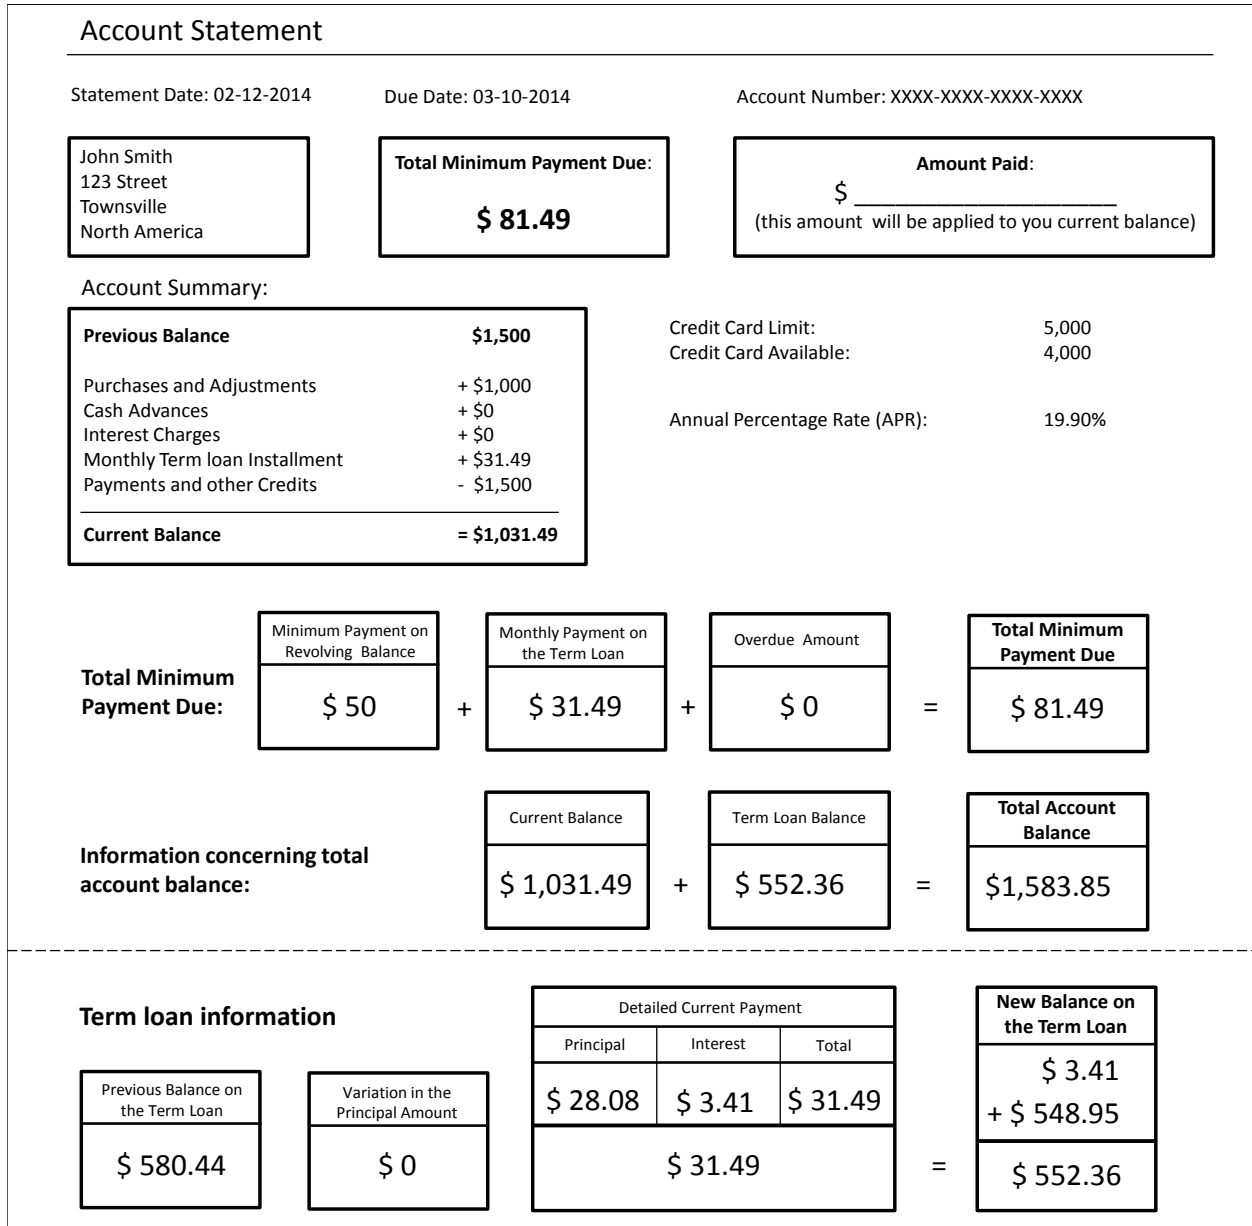 Account Statement
Statement Date: 02-12-2014 Due Date: 03-10-2014 Account Number: XXXX-XXXX-XXXX-XXXX
John Smith
123 Street
Townsville
North America
Total Minimum Payment Due:
$ 81.49
Amount Paid:
$ ______________________
(this amount will be applied to you current balance)
Account Summary:
Previous Balance $1,500
Purchases and Adjustments + $1,000
Cash Advances + $0
Interest Charges + $0
Monthly Term loan Installment + $31.49
Payments and other Credits - $1,500
Current Balance = $1,031.49
Credit Card Limit: 5,000
Credit Card Available: 4,000
Annual Percentage Rate (APR): 19.90%
Total Minimum
Payment Due:
Minimum Payment on
Revolving Balance
$ 50
+
Monthly Payment on
the Term Loan
$ 31.49
+
Overdue Amount
$ 0
=
Total Minimum
Payment Due
$ 81.49
Information concerning total
account balance:
Current Balance
$ 1,031.49
+
Term Loan Balance
$ 552.36
=
Total Account
Balance
$1,583.85
Term loan information
Previous Balance on
the Term Loan
$ 580.44
Variation in the
Principal Amount
$ 0
Detailed Current Payment
Principal Interest Total
$ 28.08 $ 3.41 $ 31.49
$ 31.49
=
New Balance on
the Term Loan
$ 3.41
+ $ 548.95
$ 552.36